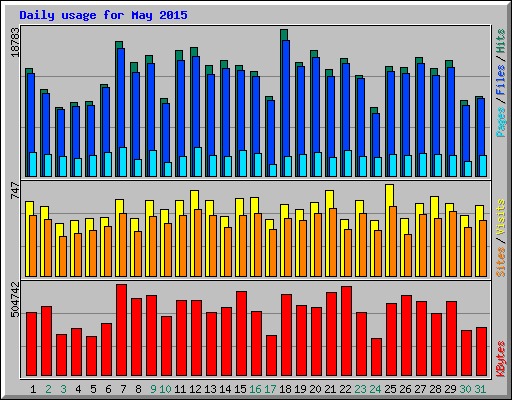 Daily usage for May 2015
18783
Pages / Files / Hits
747
Sites / Visits
504742
KBytes
1 2 3 4 5 6 7 8 9 10 11 12 13 14 15 16 17 18 19 20 21 22 23 24 25 26 27 28 29 30 31